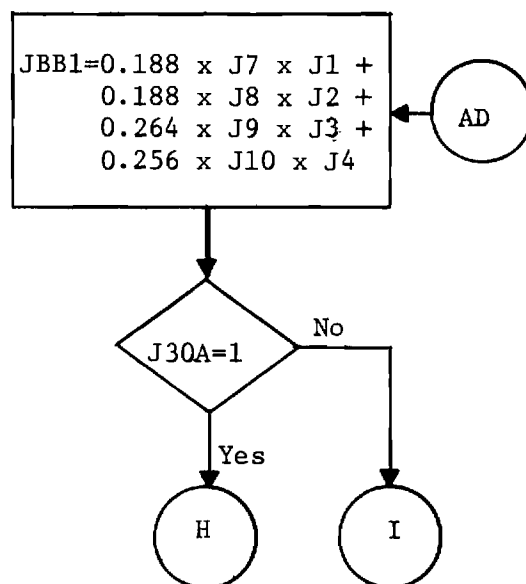 JBB1=0.188 x J7 x J1 +
0.188 x J8 x J2 +
0.264 x J9 x J3 +
0.256 x J10 x J4
AD
J30A=1
No
Yes
H
I